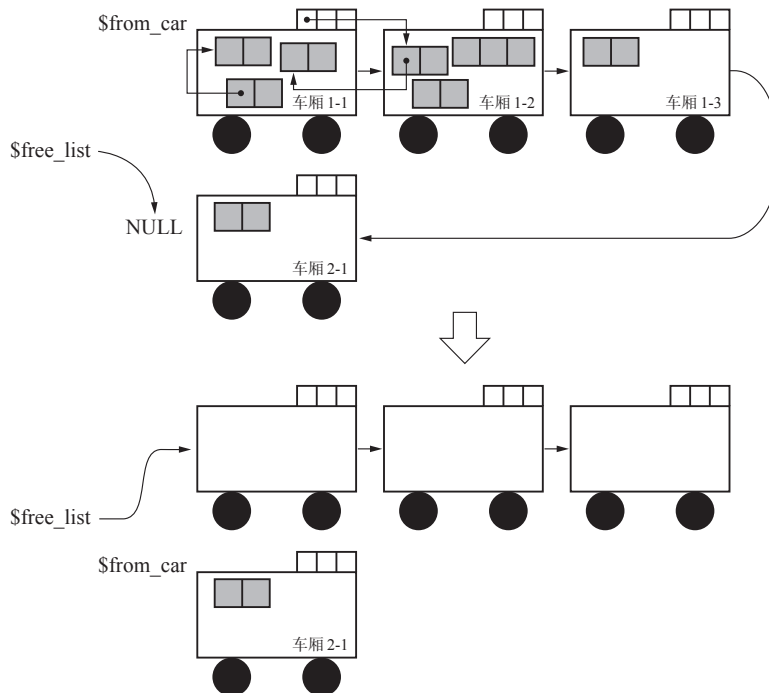 $from_car
车厢 1-1
车厢 1-2
车厢 1-3
$free_list
NULL
车厢 2-1
$free_list
$from_car
车厢 2-1